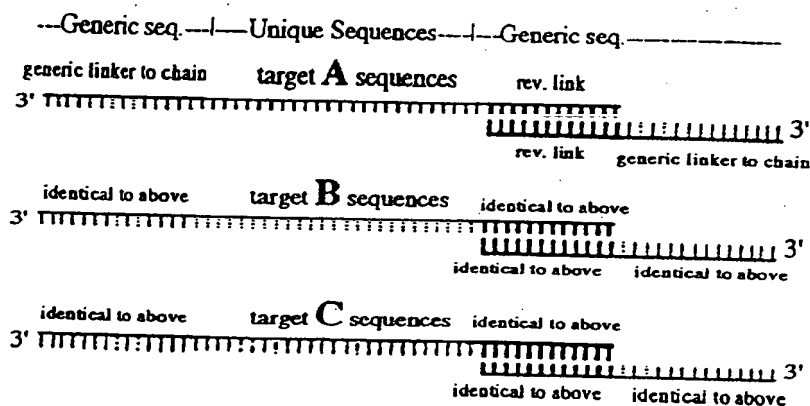 ---Generic seq.---|---Unique Sequences---|---Generic seq.---------------
generic linker to chain target A sequences rev. link
3' 3'
rev. link generic linker to chain
identical to above target B sequences identical to above
3' 3'
identical to above identical to above
identical to above target C sequences identical to above
3' 3'
identical to above identical to above